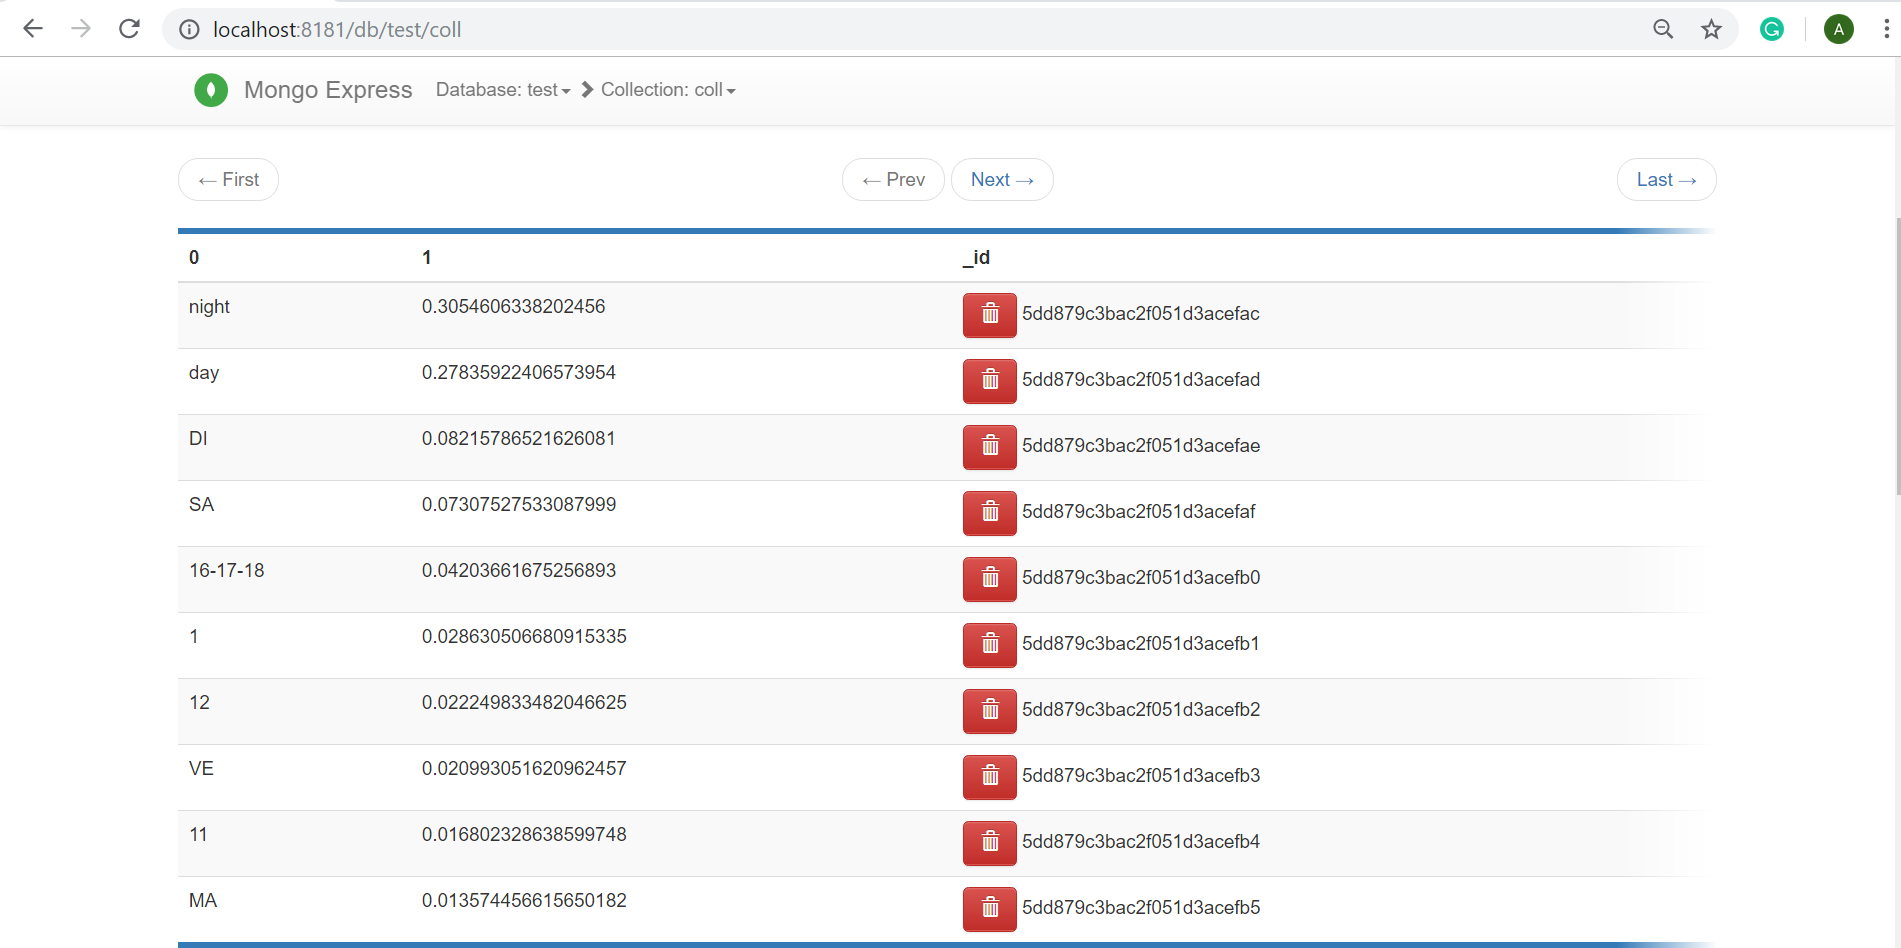 localhost:8181/db/test/coll
A
Mongo Express Database: test Collection: coll
← First ← Prev Next → Last →
0 1 _id
night 0.3054606338202456 5dd879c3bac2f051d3acefac
day 0.27835922406573954 5dd879c3bac2f051d3acefad
DI 0.08215786521626081 5dd879c3bac2f051d3acefae
SA 0.07307527533087999 5dd879c3bac2f051d3acefaf
16-17-18 0.04203661675256893 5dd879c3bac2f051d3acefb0
1 0.028630506680915335 5dd879c3bac2f051d3acefb1
12 0.022249833482046625 5dd879c3bac2f051d3acefb2
VE 0.020993051620962457 5dd879c3bac2f051d3acefb3
11 0.016802328638599748 5dd879c3bac2f051d3acefb4
MA 0.013574456615650182 5dd879c3bac2f051d3acefb5